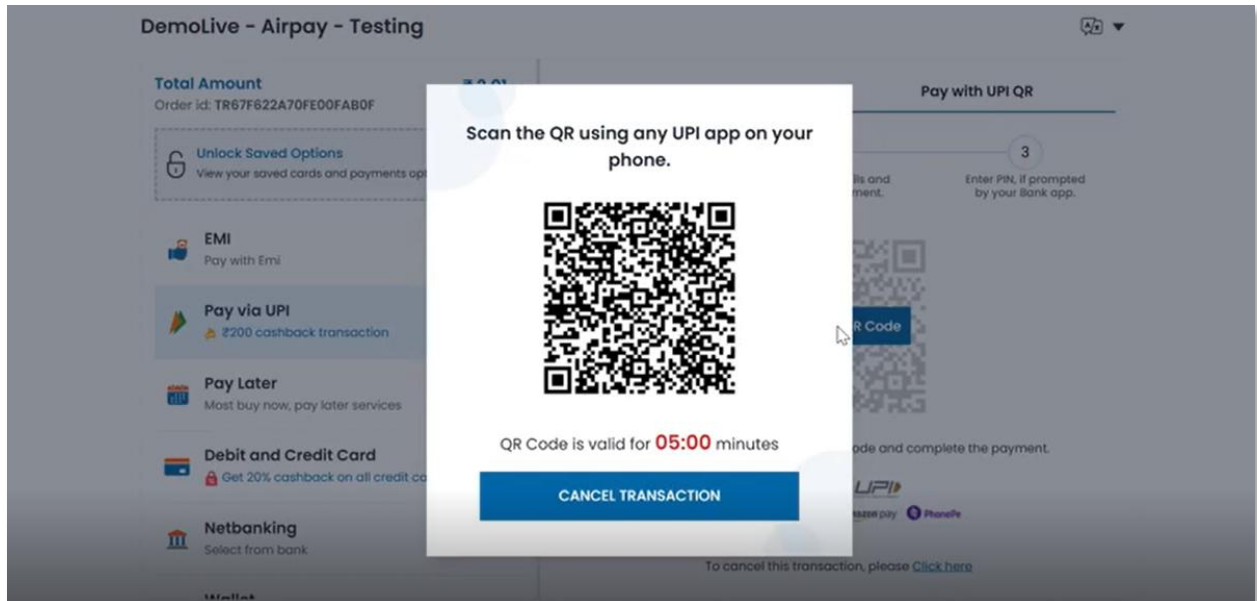 DemoLive - Airpay - Testing
Total Amount
Order id: TR67F622A70FE00FAB0F
Unlock Saved Options
View your saved cards and payments
EMI
Pay with Emi
Pay via UPI
₹200 cashback transaction
Pay Later
Most buy now, pay later services
Debit and Credit Card
Get 20% cashback on all credit
Netbanking
Select from bank
Scan the QR using any UPI app on your
phone.
QR Code is valid for 05:00 minutes
CANCEL TRANSACTION
Pay with UPI QR
3
and
Enter PIN, if prompted
by your Bank app.
R Code
and complete the payment.
UPI
pay PhonePe
To cancel this transaction, please Click here